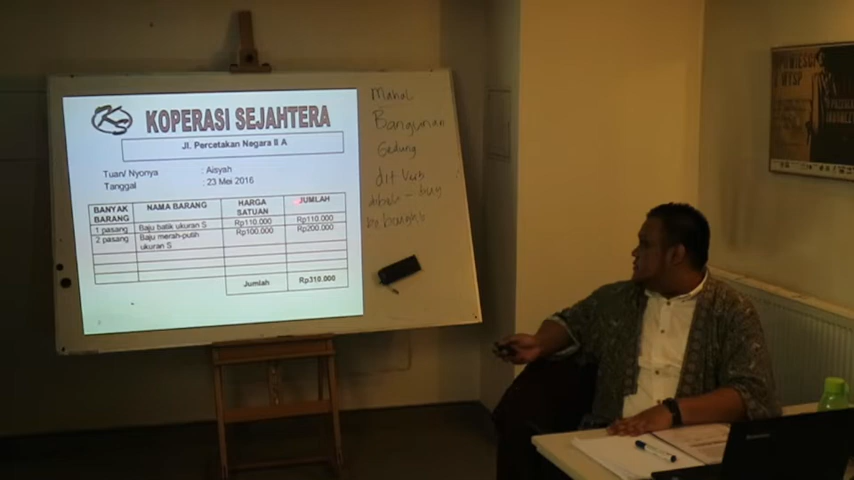 KOPERASI SEJAHTERA
Jl. Percetakan Negara II A
Tuan/ Nyonya : Aisyah
Tanggal : 23 Mei 2016
BANYAK BARANG NAMA BARANG HARGA SATUAN JUMLAH
1 pasang Baju batik ukuran S Rp110.000 Rp110.000
2 pasang Baju merah-putih ukuran S Rp100.000 Rp200.000
Jumlah Rp310.000
Mahal
Bangunan
Gedung